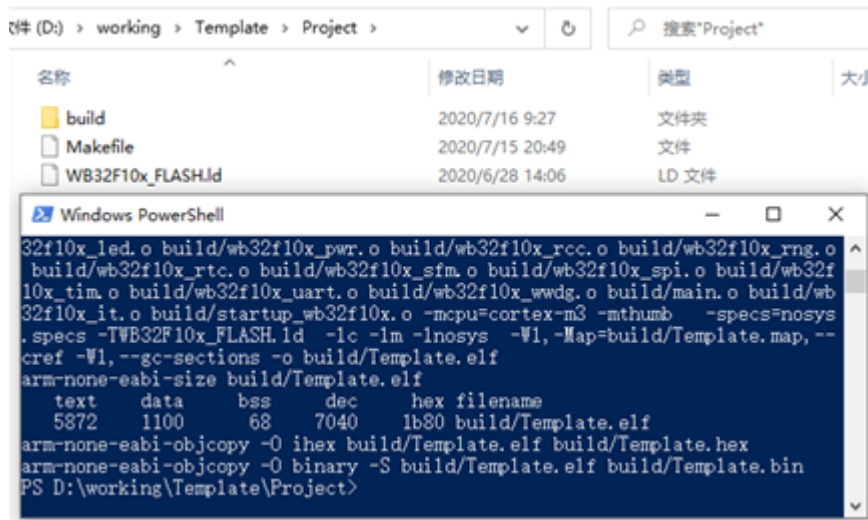 件 (D:) > working > Template > Project >
搜索"Project"
名称 修改日期 类型 大小
build 2020/7/16 9:27 文件夹
Makefile 2020/7/15 20:49 文件
WB32F10x_FLASH.ld 2020/6/28 14:06 LD 文件
Windows PowerShell
32f10x_led.o build/wb32f10x_pwr.o build/wb32f10x_rcc.o build/wb32f10x_rng.o
build/wb32f10x_rtc.o build/wb32f10x_sfm.o build/wb32f10x_spi.o build/wb32f
10x_tim.o build/wb32f10x_uart.o build/wb32f10x_wwdg.o build/main.o build/wb
32f10x_it.o build/startup_wb32f10x.o -mcpu=cortex-m3 -mthumb -specs=nosys
.specs -TWB32F10x_FLASH.ld -lc -lm -lnosys -Wl,-Map=build/Template.map,--
cref -Wl,--gc-sections -o build/Template.elf
arm-none-eabi-size build/Template.elf
text data bss dec hex filename
5872 1100 68 7040 1b80 build/Template.elf
arm-none-eabi-objcopy -O ihex build/Template.elf build/Template.hex
arm-none-eabi-objcopy -O binary -S build/Template.elf build/Template.bin
PS D:\working\Template\Project>